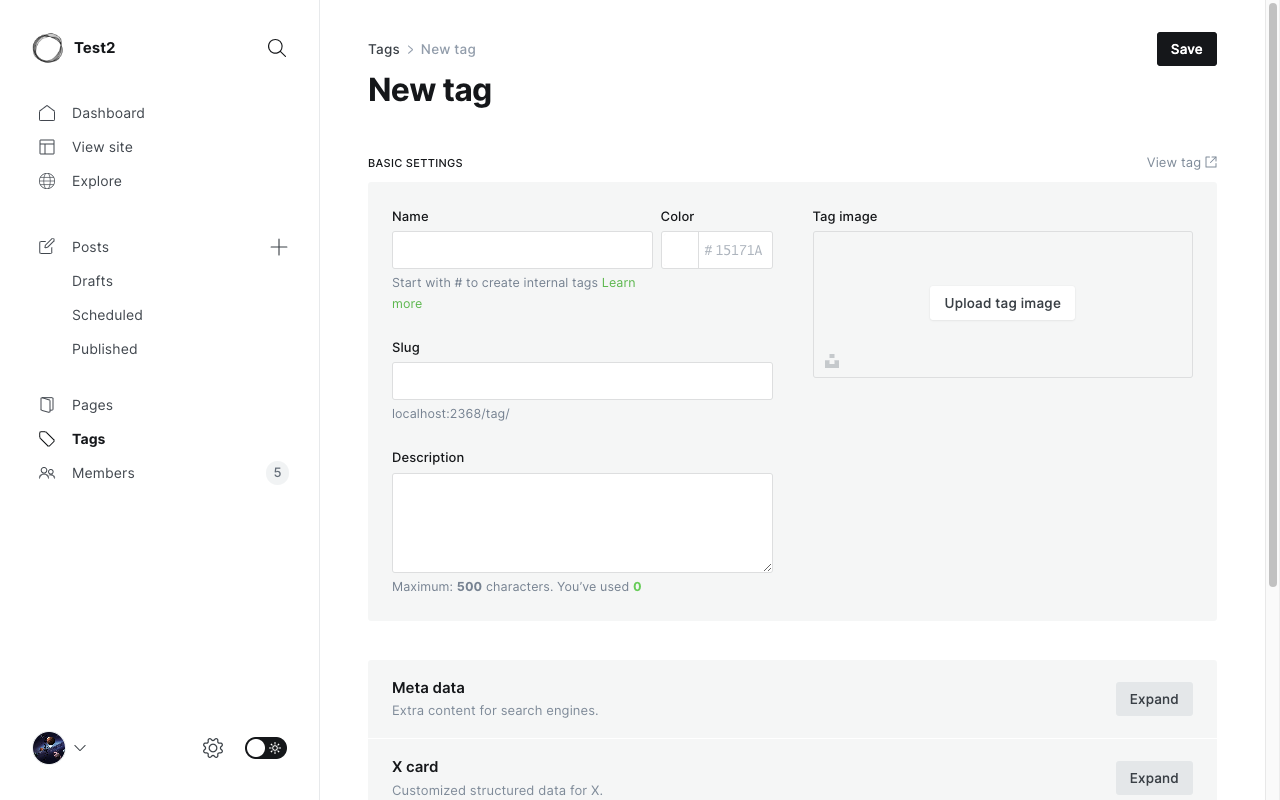 Test2
Dashboard
View site
Explore
Posts
Drafts
Scheduled
Published
Pages
Tags
Members
5
Tags > New tag
Save
New tag
BASIC SETTINGS
View tag
Name
Color
# 15171A
Start with # to create internal tags Learn
more
Slug
localhost:2368/tag/
Description
Maximum: 500 characters. You've used 0
Tag image
Upload tag image
Meta data
Extra content for search engines.
Expand
X card
Customized structured data for X.
Expand